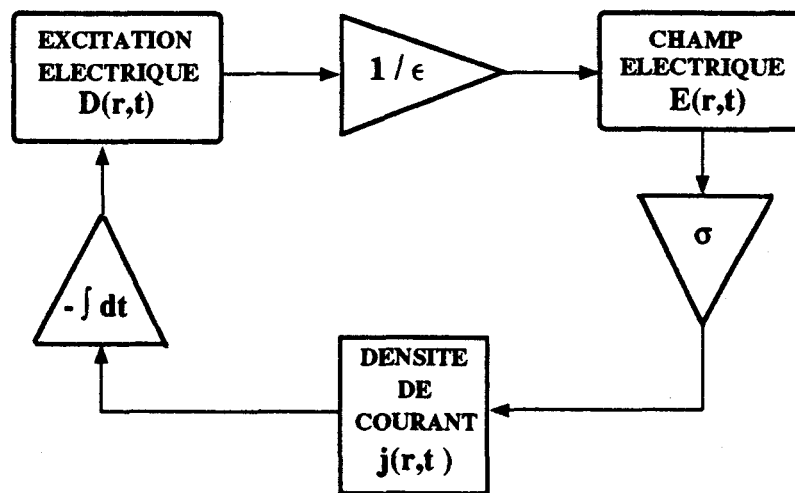 EXCITATION
ELECTRIQUE
D(r,t)
1 / ϵ
CHAMP
ELECTRIQUE
E(r,t)
σ
- ∫ dt
DENSITE
DE
COURANT
j(r,t )